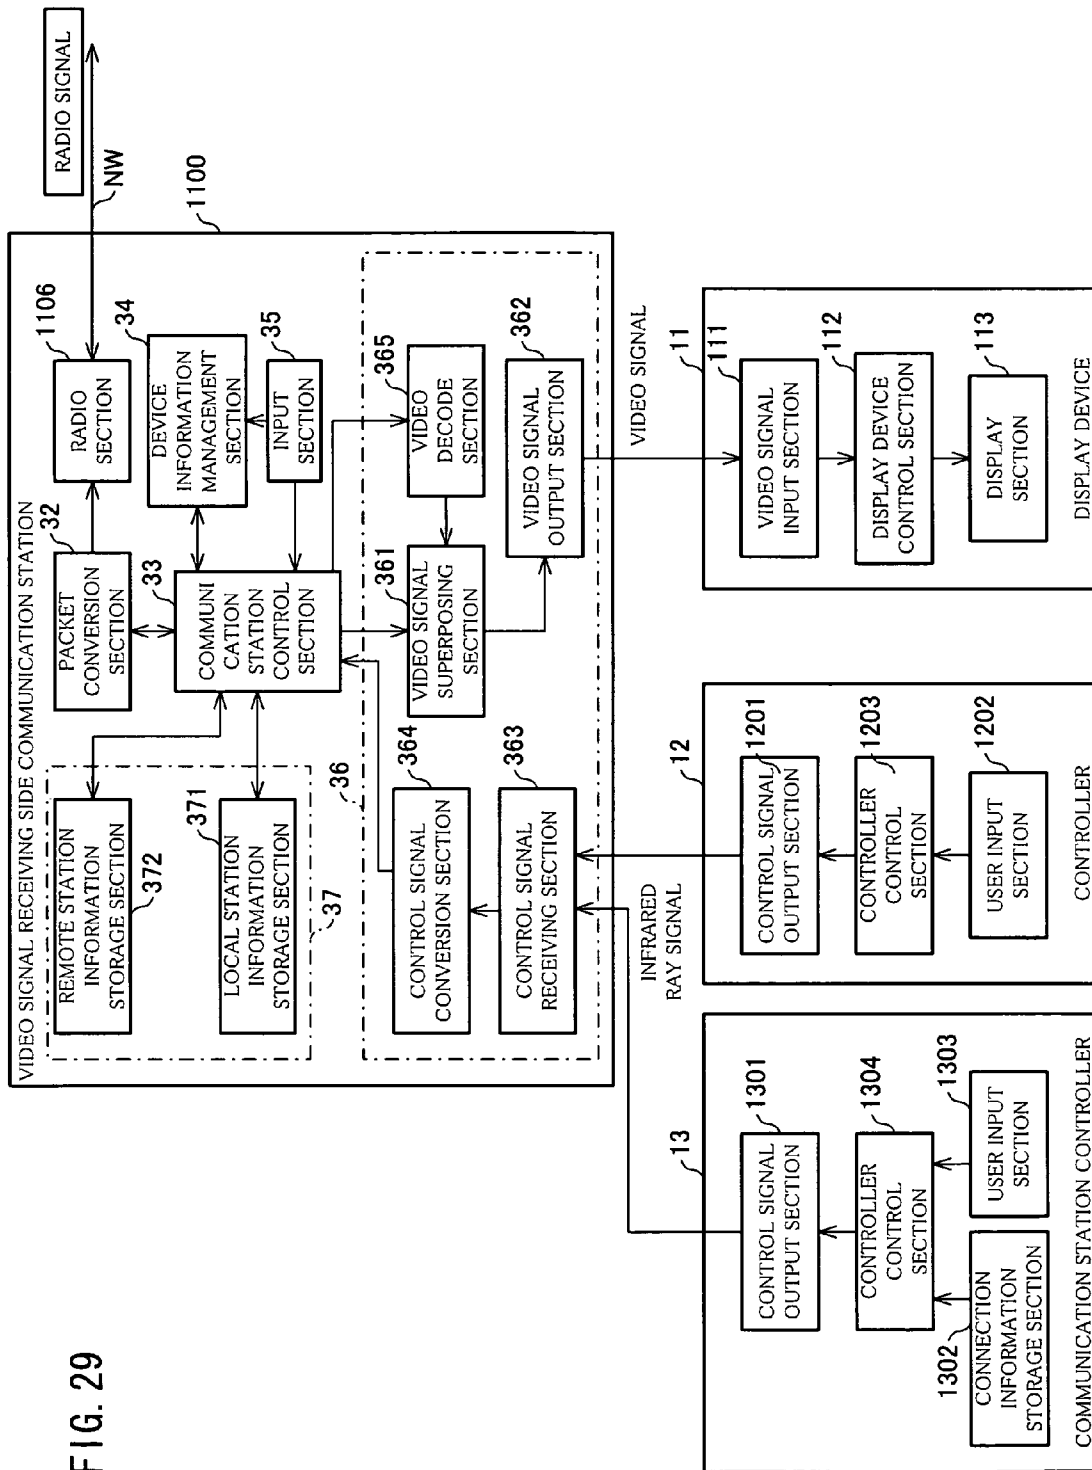 FIG. 29
VIDEO SIGNAL RECEIVING SIDE COMMUNICATION STATION
1100
RADIO SIGNAL
NW
REMOTE STATION
INFORMATION
STORAGE SECTION
372
LOCAL STATION
INFORMATION
STORAGE SECTION
371
37
PACKET
CONVERSION
SECTION
32
RADIO
SECTION
1106
COMMUNI
CATION
STATION
CONTROL
SECTION
33
DEVICE
INFORMATION
MANAGEMENT
SECTION
34
INPUT
SECTION
35
36
CONTROL SIGNAL
CONVERSION SECTION
364
CONTROL SIGNAL
RECEIVING SECTION
363
VIDEO SIGNAL
SUPERPOSING
SECTION
361
VIDEO
DECODE
SECTION
365
VIDEO SIGNAL
OUTPUT SECTION
362
INFRARED
RAY SIGNAL
VIDEO SIGNAL
13
CONTROL SIGNAL
OUTPUT SECTION
1301
CONTROLLER
CONTROL
SECTION
1304
CONNECTION
INFORMATION
STORAGE SECTION
1302
USER INPUT
SECTION
1303
COMMUNICATION STATION CONTROLLER
12
CONTROL SIGNAL
OUTPUT SECTION
1201
CONTROLLER
CONTROL
SECTION
1203
USER INPUT
SECTION
1202
CONTROLLER
11
VIDEO SIGNAL
INPUT SECTION
111
DISPLAY DEVICE
CONTROL SECTION
112
DISPLAY
SECTION
113
DISPLAY DEVICE